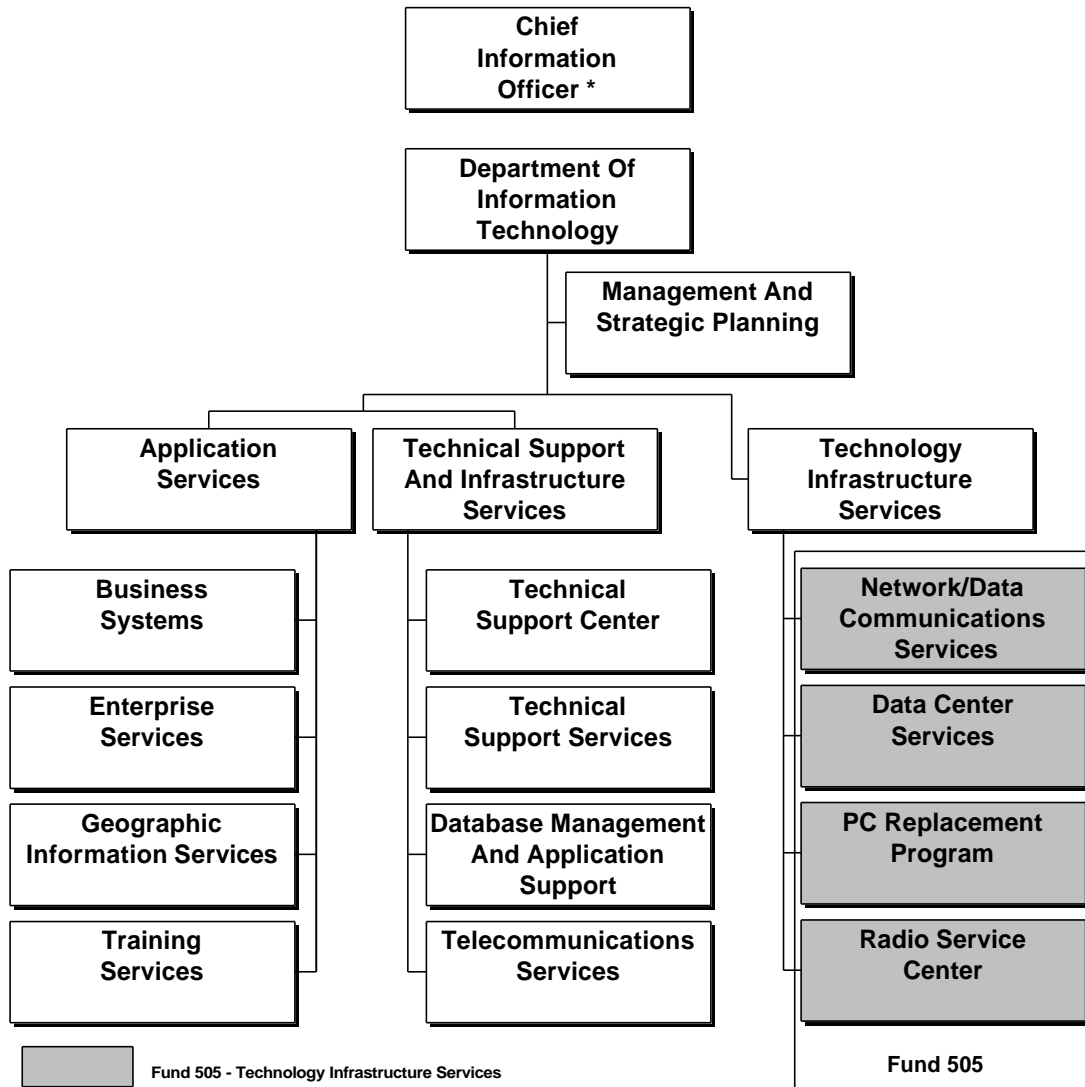 Chief
Information
Officer *
Department Of
Information
Technology
Management And
Strategic Planning
Application
Services
Technical Support
And Infrastructure
Services
Technology
Infrastructure
Services
Business
Systems
Technical
Support Center
Network/Data
Communications
Services
Enterprise
Services
Technical
Support Services
Data Center
Services
Geographic
Information Services
Database Management
And Application
Support
PC Replacement
Program
Training
Services
Telecommunications
Services
Radio Service
Center
Fund 505 - Technology Infrastructure Services
Fund 505